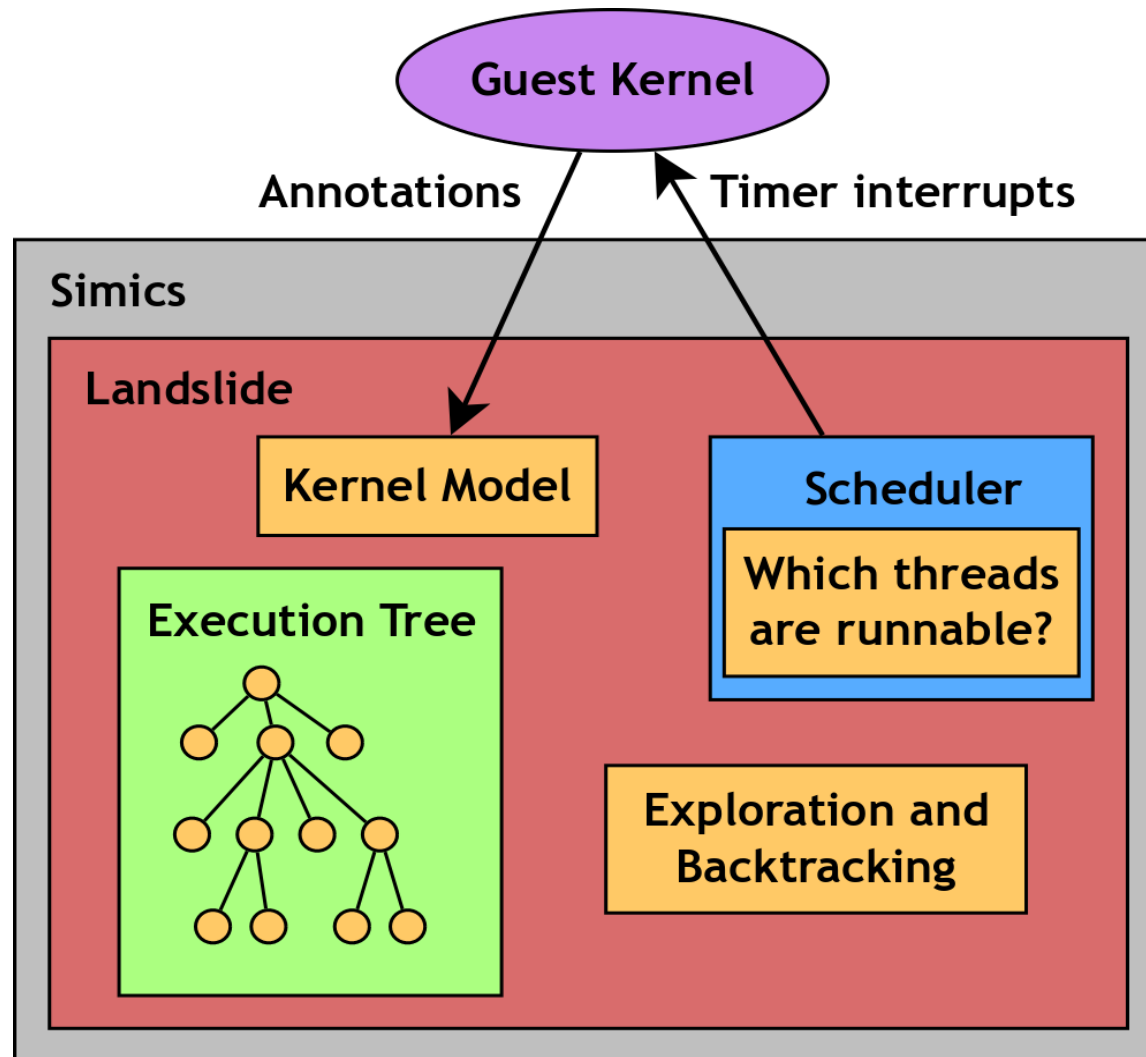 Guest Kernel
Annotations
Timer interrupts
Simics
Landslide
Kernel Model
Scheduler
Which threads
are runnable?
Execution Tree
Exploration and
Backtracking